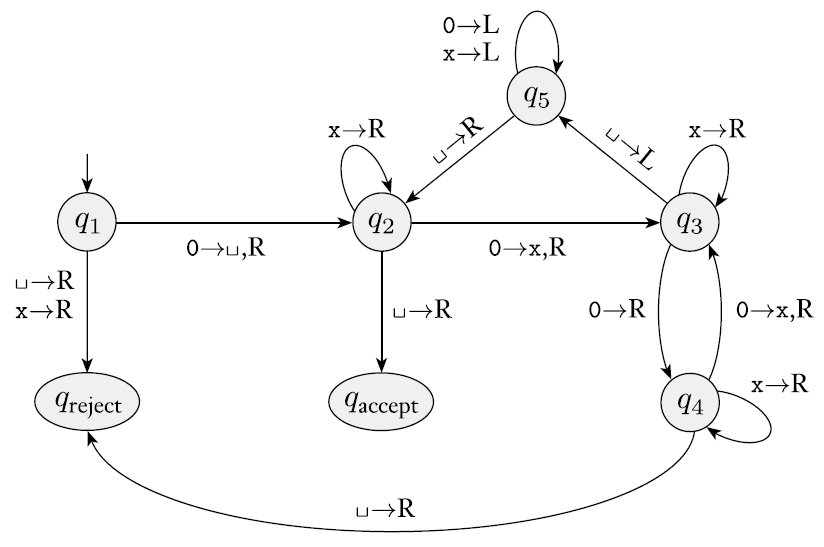 0→L
x→L
q5
x→R
␣→R
␣→L
x→R
q1
q2
q3
0→␣,R
0→x,R
␣→R
x→R
␣→R
0→R
0→x,R
qreject
qaccept
q4
x→R
␣→R